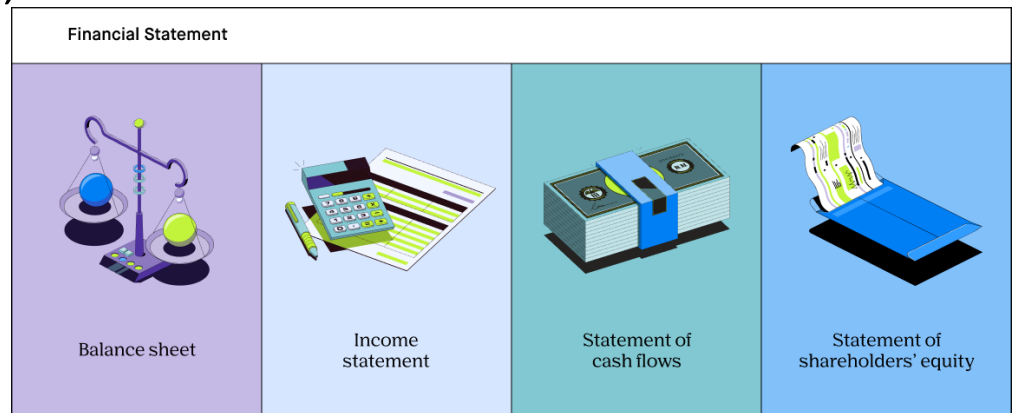 Financial Statement
Balance sheet
Income
statement
Statement of
cash flows
Statement of
shareholders’ equity